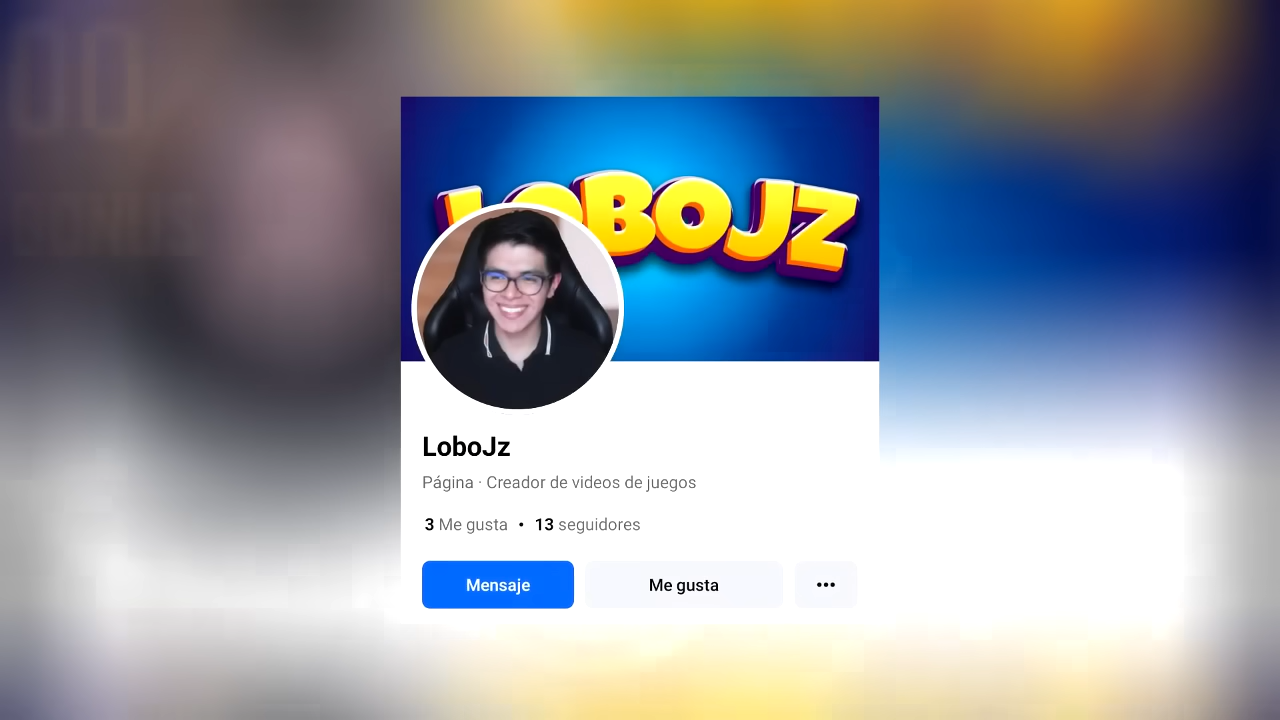 LOBOJZ
LoboJz
Página · Creador de videos de juegos
3 Me gusta • 13 seguidores
Mensaje
Me gusta